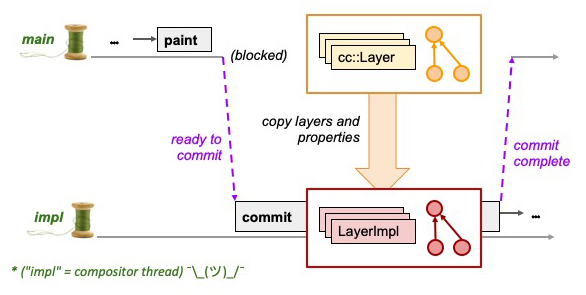 main
...
paint
(blocked)
cc::Layer
copy layers and
properties
ready to
commit
commit
complete
impl
commit
LayerImpl
...
* ("impl" = compositor thread) ¯\_(ツ)_/¯